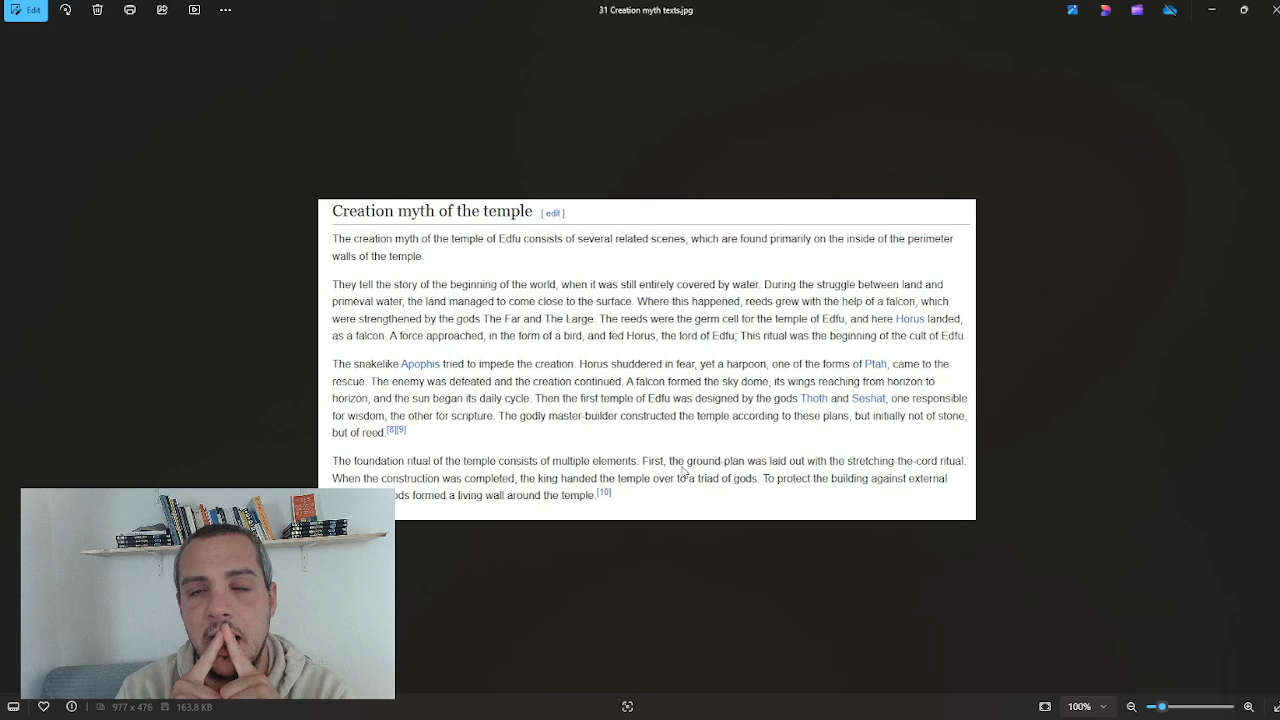 Edit
31 Creation myth texts.jpg
Creation myth of the temple [ edit ]
The creation myth of the temple of Edfu consists of several related scenes, which are found primarily on the inside of the perimeter
walls of the temple.
They tell the story of the beginning of the world, when it was still entirely covered by water. During the struggle between land and
primeval water, the land managed to come close to the surface. Where this happened, reeds grew with the help of a falcon, which
were strengthened by the gods The Far and The Large. The reeds were the germ cell for the temple of Edfu, and here Horus landed,
as a falcon. A force approached, in the form of a bird, and fed Horus, the lord of Edfu; This ritual was the beginning of the cult of Edfu.
The snakelike Apophis tried to impede the creation. Horus shuddered in fear, yet a harpoon, one of the forms of Ptah, came to the
rescue. The enemy was defeated and the creation continued. A falcon formed the sky dome, its wings reaching from horizon to
horizon, and the sun began its daily cycle. Then the first temple of Edfu was designed by the gods Thoth and Seshat, one responsible
for wisdom, the other for scripture. The godly master-builder constructed the temple according to these plans, but initially not of stone,
but of reed.[8][9]
The foundation ritual of the temple consists of multiple elements: First, the ground-plan was laid out with the stretching-the-cord ritual.
When the construction was completed, the king handed the temple over to a triad of gods. To protect the building against external
ods formed a living wall around the temple.[10]
977 x 476
163.8 KB
100%